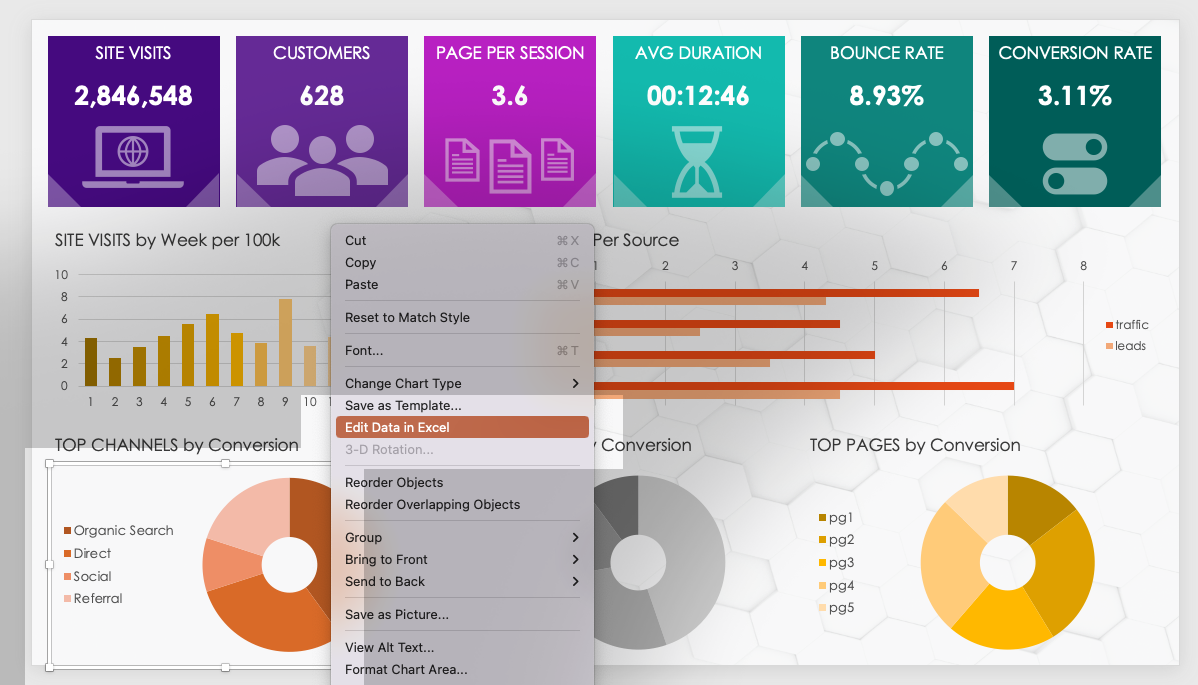 SITE VISITS
2,846,548
CUSTOMERS
628
PAGE PER SESSION
3.6
AVG DURATION
00:12:46
BOUNCE RATE
8.93%
CONVERSION RATE
3.11%
SITE VISITS by Week per 100k
10
8
6
4
2
0
1 2 3 4 5 6 7 8 9 10
Per Source
1 2 3 4 5 6 7 8
traffic
leads
Cut ⌘X
Copy ⌘C
Paste ⌘V
Reset to Match Style
Font... ⌘T
Change Chart Type
Save as Template...
Edit Data in Excel
3-D Rotation...
Reorder Objects
Reorder Overlapping Objects
Group
Bring to Front
Send to Back
Save as Picture...
View Alt Text...
Format Chart Area...
TOP CHANNELS by Conversion
Organic Search
Direct
Social
Referral
Conversion
TOP PAGES by Conversion
pg1
pg2
pg3
pg4
pg5